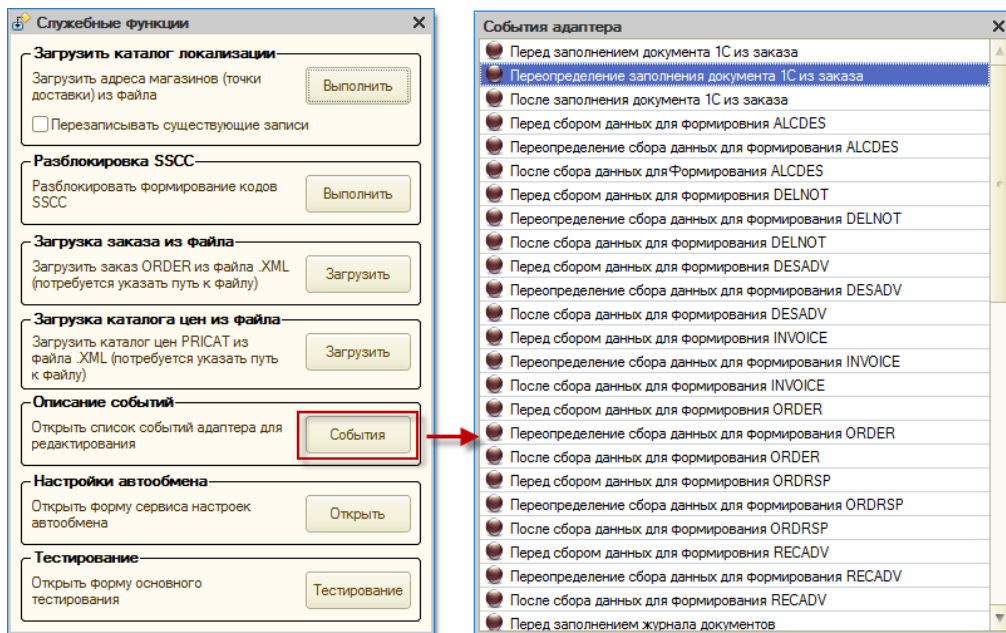 Служебные функции
Загрузить каталог локализации
Загрузить адреса магазинов (точки
доставки) из файла
Выполнить
Перезаписывать существующие записи
Разблокировка SSCC
Разблокировать формирование кодов
SSCC
Выполнить
Загрузка заказа из файла
Загрузить заказ ORDER из файла .XML
(потребуется указать путь к файлу)
Загрузить
Загрузка каталога цен из файла
Загрузить каталог цен PRICAT из
файла .XML (потребуется указать путь
к файлу)
Загрузить
Описание событий
Открыть список событий адаптера для
редактирования
События
Настройки автообмена
Открыть форму сервиса настроек
автообмена
Открыть
Тестирование
Открыть форму основного
тестирования
Тестирование
События адаптера
Перед заполнением документа 1С из заказа
Переопределение заполнения документа 1С из заказа
После заполнения документа 1С из заказа
Перед сбором данных для формировния ALCDES
Переопределение сбора данных для формирования ALCDES
После сбора данных дляФормирования ALCDES
Перед сбором данных для формировния DELNOT
Переопределение сбора данных для формирования DELNOT
После сбора данных для формирования DELNOT
Перед сбором данных для формировния DESADV
Переопределение сбора данных для формирования DESADV
После сбора данных для формирования DESADV
Перед сбором данных для формировния INVOICE
Переопределение сбора данных для формирования INVOICE
После сбора данных для формирования INVOICE
Перед сбором данных для формировния ORDER
Переопределение сбора данных для формирования ORDER
После сбора данных для формирования ORDER
Перед сбором данных для формировния ORDRSP
Переопределение сбора данных для формирования ORDRSP
После сбора данных для формирования ORDRSP
Перед сбором данных для формировния RECADV
Переопределение сбора данных для формирования RECADV
После сбора данных для формирования RECADV
Перед заполнением журнала документов